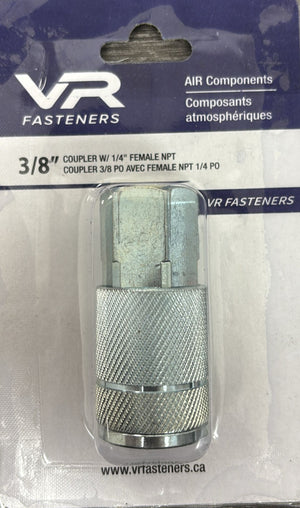 VR
FASTENERS
AIR Components
Composants
atmosphériques
3/8" COUPLER W/ 1/4" FEMALE NPT
COUPLER 3/8 PO AVEC FEMALE NPT 1/4 PO
VR FASTENERS
www.vrfasteners.ca